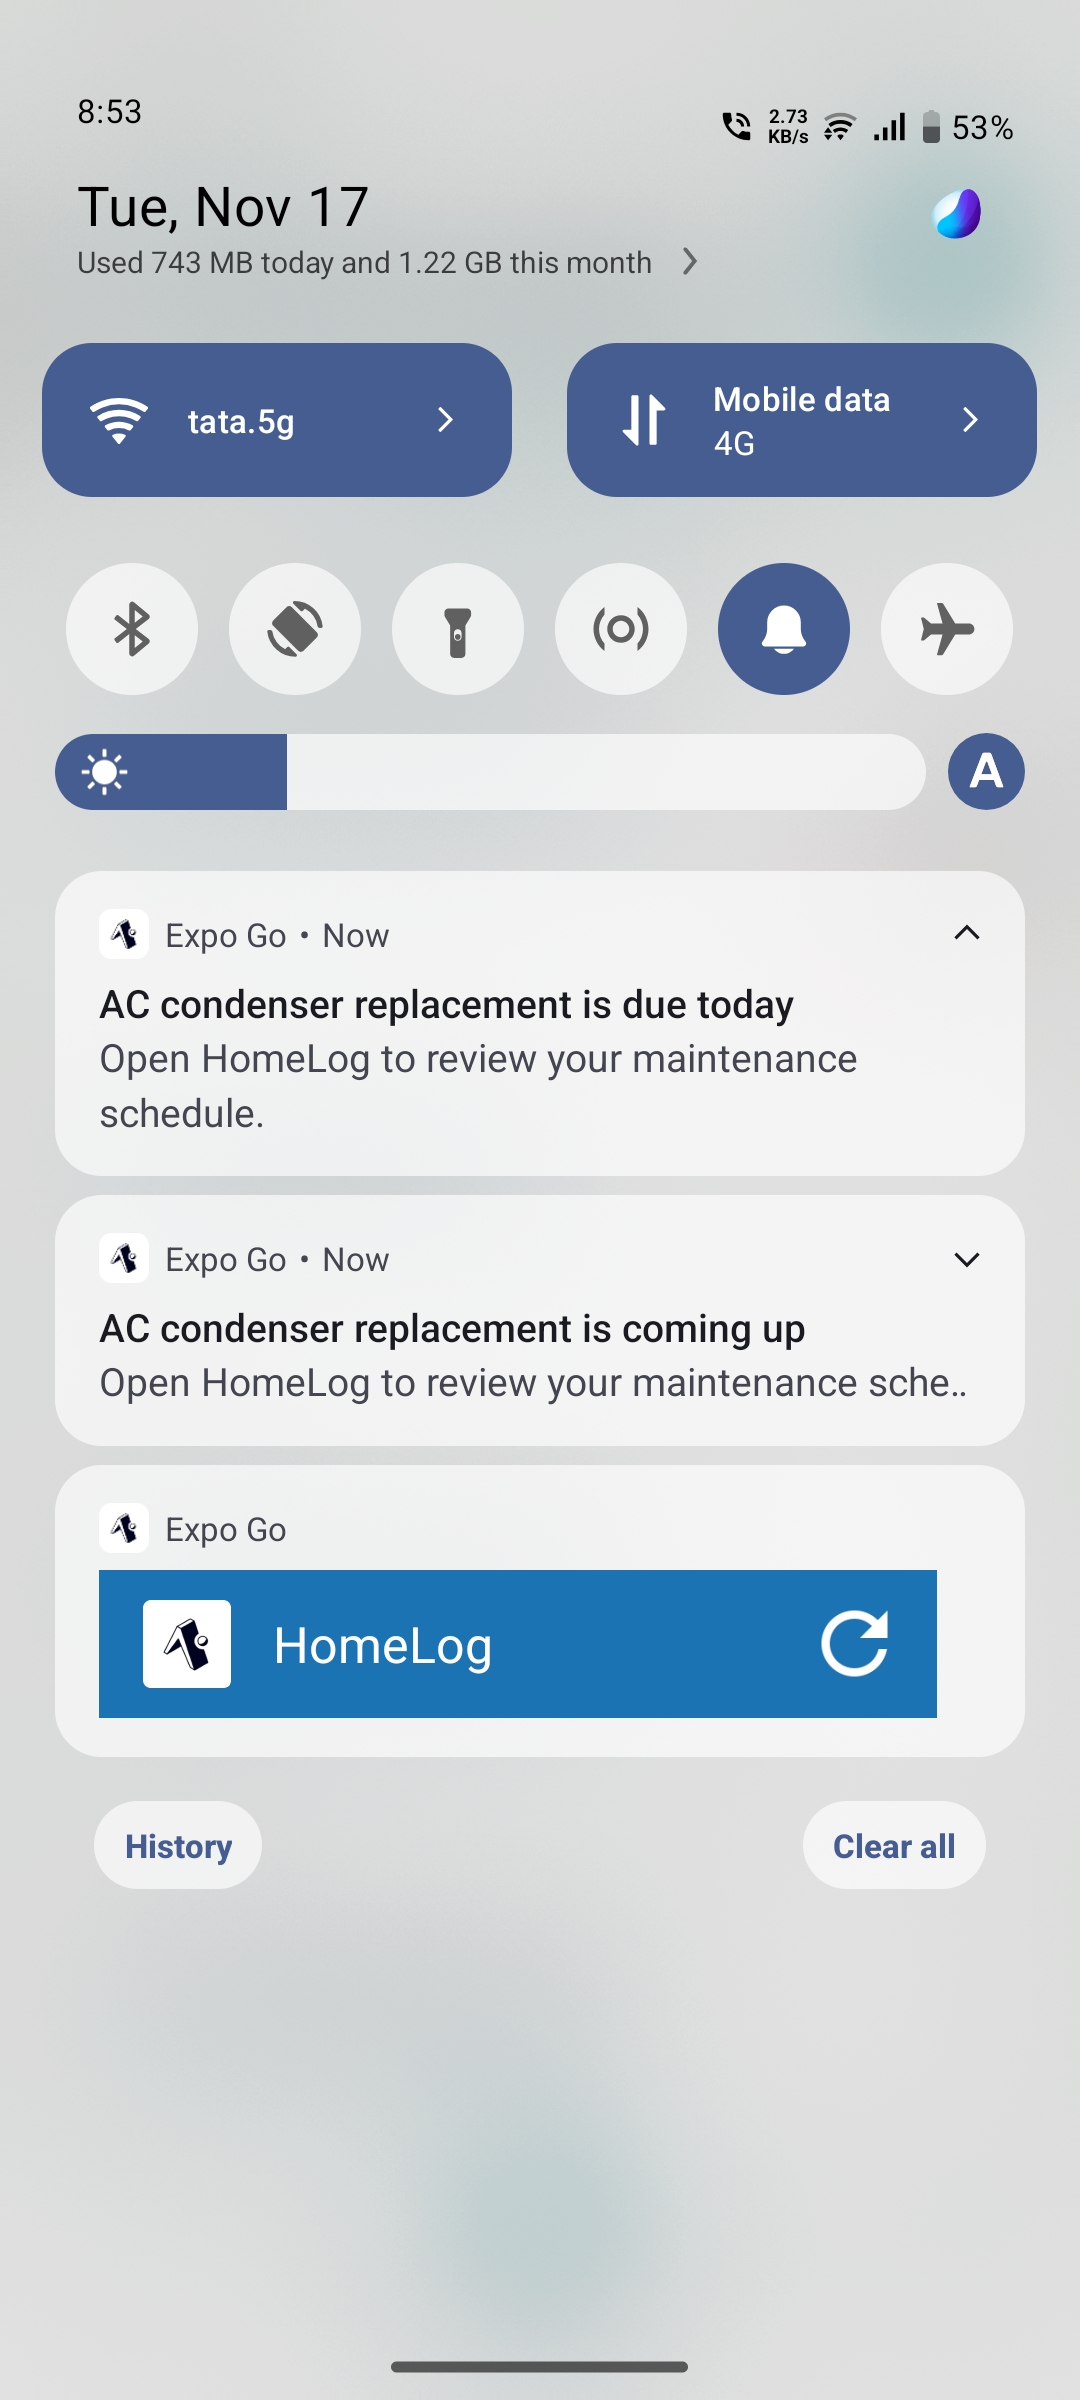 8:53
2.73
KB/s
53%
Tue, Nov 17
Used 743 MB today and 1.22 GB this month
tata.5g
Mobile data
4G
A
Expo Go • Now
AC condenser replacement is due today
Open HomeLog to review your maintenance
schedule.
Expo Go • Now
AC condenser replacement is coming up
Open HomeLog to review your maintenance sche..
Expo Go
HomeLog
History
Clear all